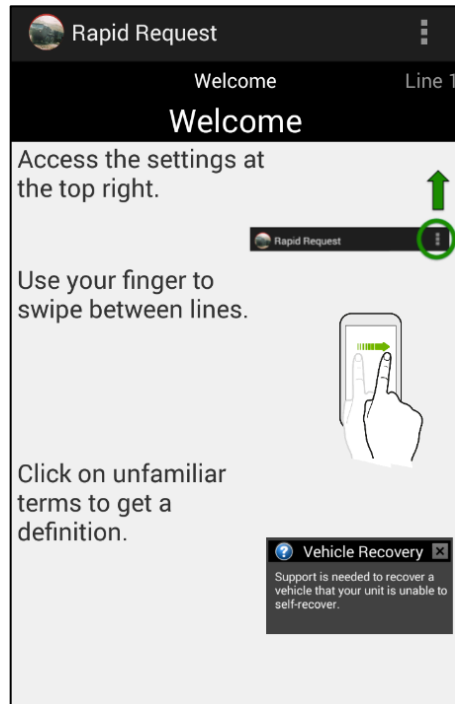 Rapid Request
Welcome Line 1
Welcome
Access the settings at
the top right.
Rapid Request
Use your finger to
swipe between lines.
Click on unfamiliar
terms to get a
definition.
? Vehicle Recovery X
Support is needed to recover a
vehicle that your unit is unable to
self-recover.